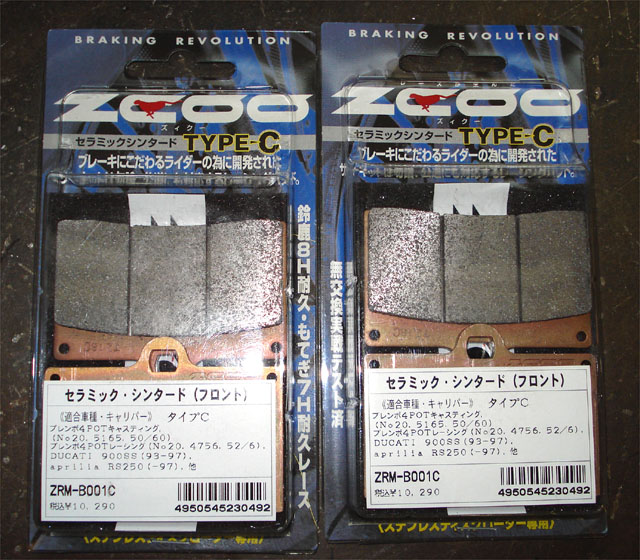 BRAKING REVOLUTION
ZCOO
ズィクー
セラミックシンタード TYPE-C
ブレーキにこだわるライダーの為に開発された
鈴鹿8H耐久・もてぎ7H耐久レース
セラミック・シンタード (フロント)
《適合車種・キャリパー》 タイプC
ブレンボ4POTキャスティング.
(No20. 5165. 50/60)
ブレンボ4POTレーシング (No20. 4756. 52/6).
DUCATI 900SS (93-97).
aprilia RS250 (-97). 他
ZRM-B001C
税込¥10,290
4950545230492
BRAKING REVOLUTION
ZCOO
ズィクー
セラミックシンタード TYPE-C
ブレーキにこだわるライダーの為に開発された
無交換実戦テスト済
セラミック・シンタード (フロント)
《適合車種・キャリパー》 タイプC
ブレンボ4POTキャスティング.
(No20. 5165. 50/60)
ブレンボ4POTレーシング (No20. 4756. 52/6).
DUCATI 900SS (93-97).
aprilia RS250 (-97). 他
ZRM-B001C
税込¥10,290
4950545230492